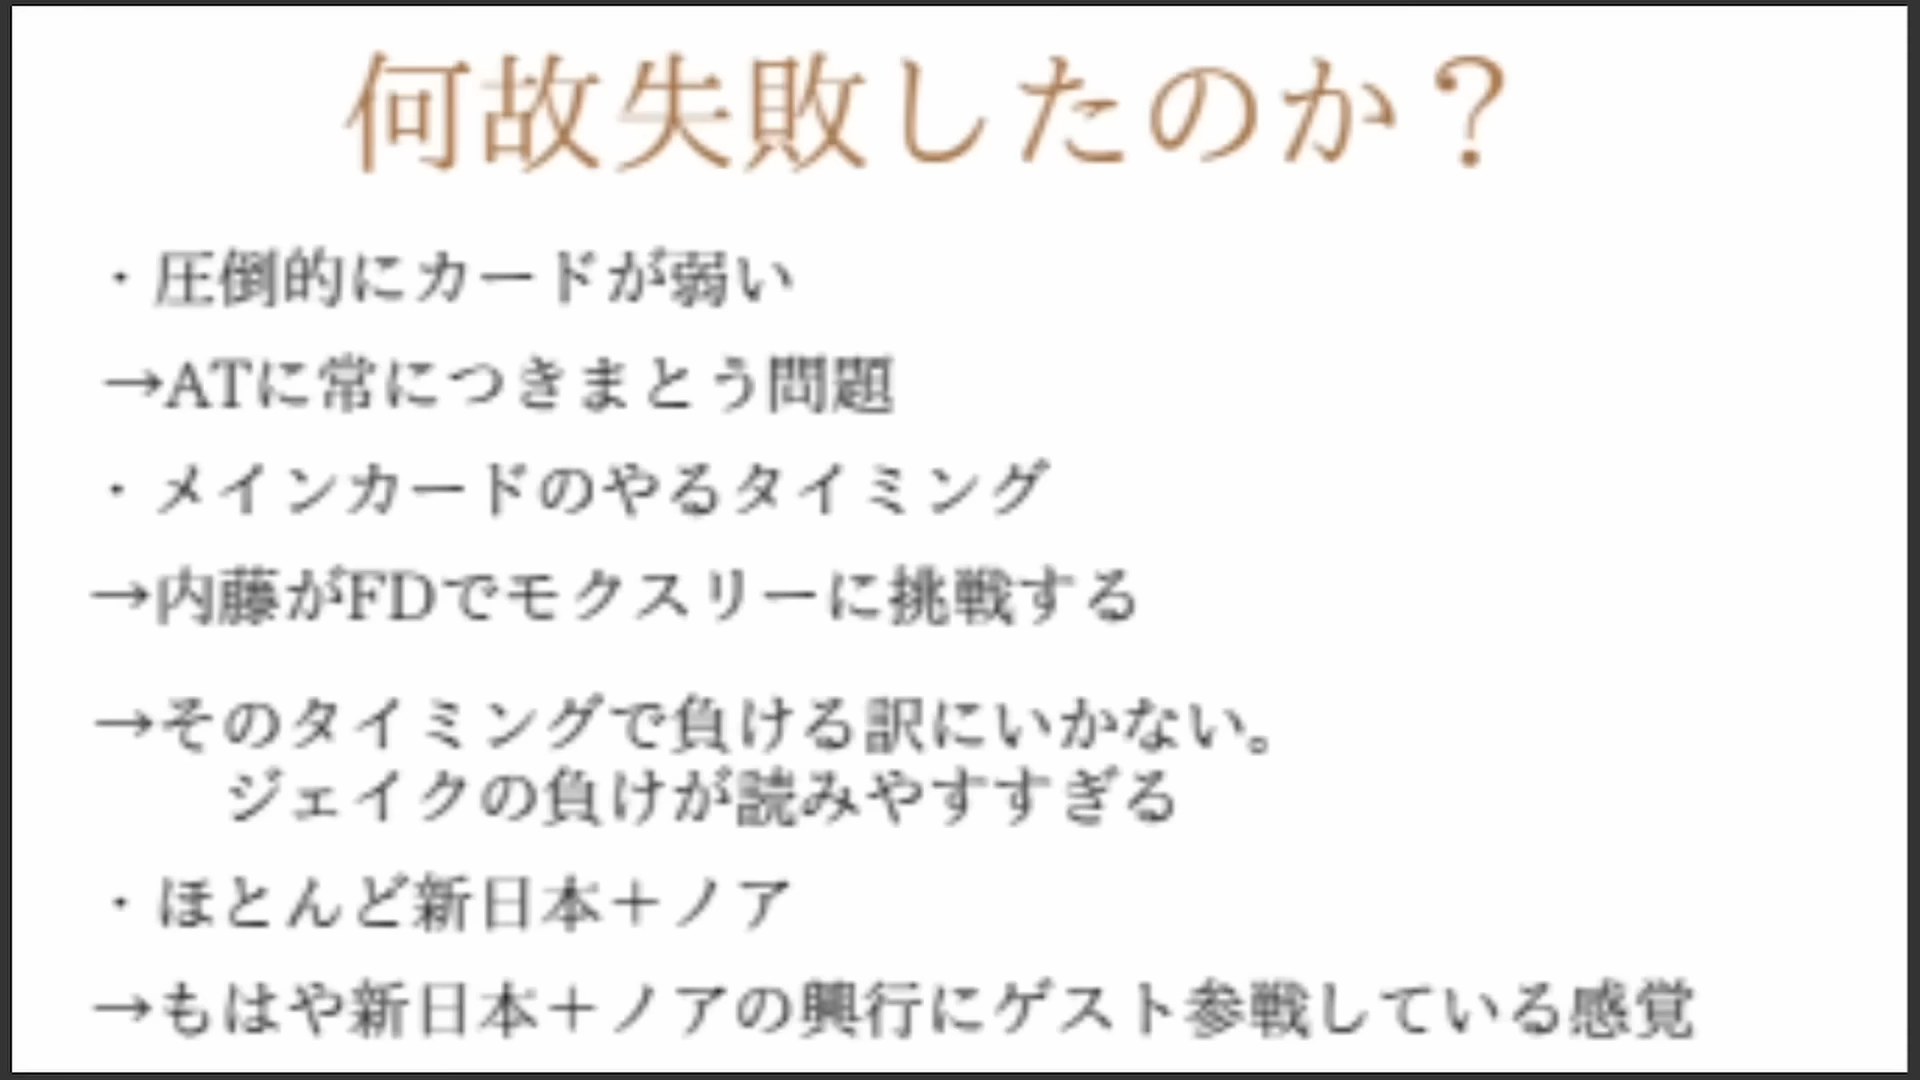 何故失敗したのか？
・圧倒的にカードが弱い
→ATに常につきまとう問題
・メインカードのやるタイミング
→内藤がFDでモクスリーに挑戦する
→そのタイミングで負ける訳にいかない。
ジェイクの負けが読みやすすぎる
・ほとんど新日本＋ノア
→もはや新日本＋ノアの興行にゲスト参戦している感覚